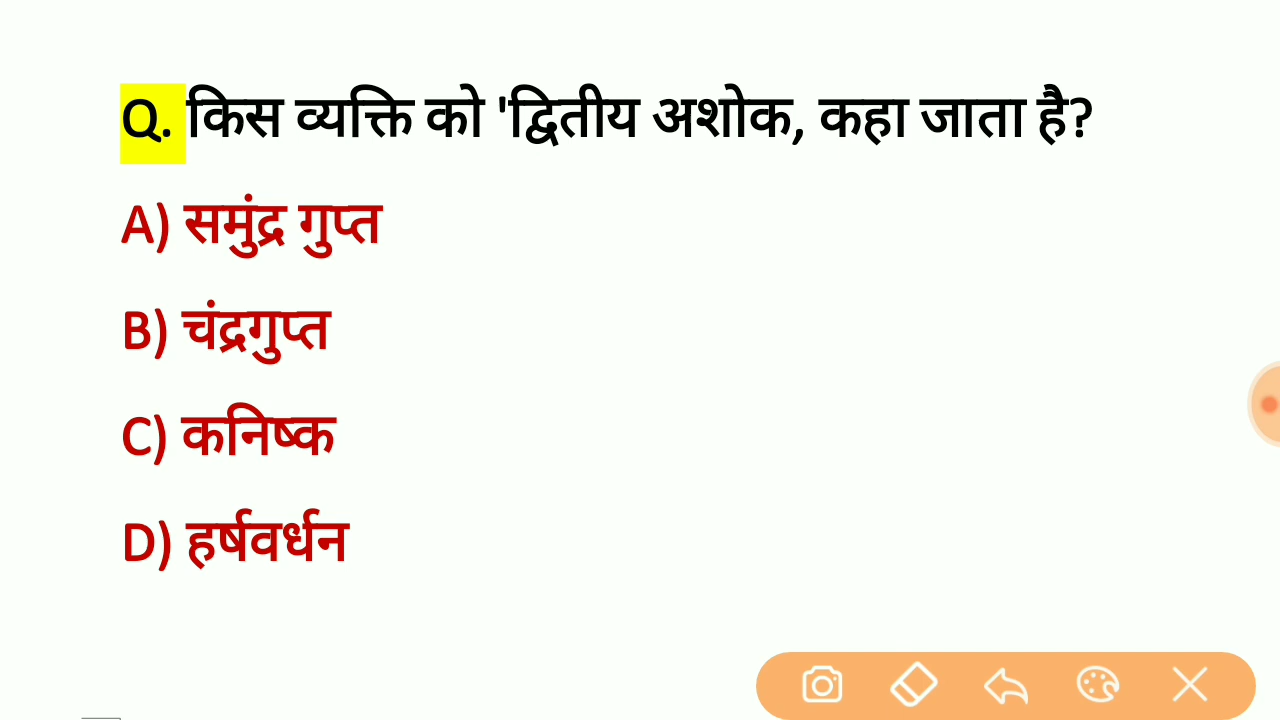 Q. किस व्यक्ति को 'द्वितीय अशोक, कहा जाता है?
A) समुंद्र गुप्त
B) चंद्रगुप्त
C) कनिष्क
D) हर्षवर्धन